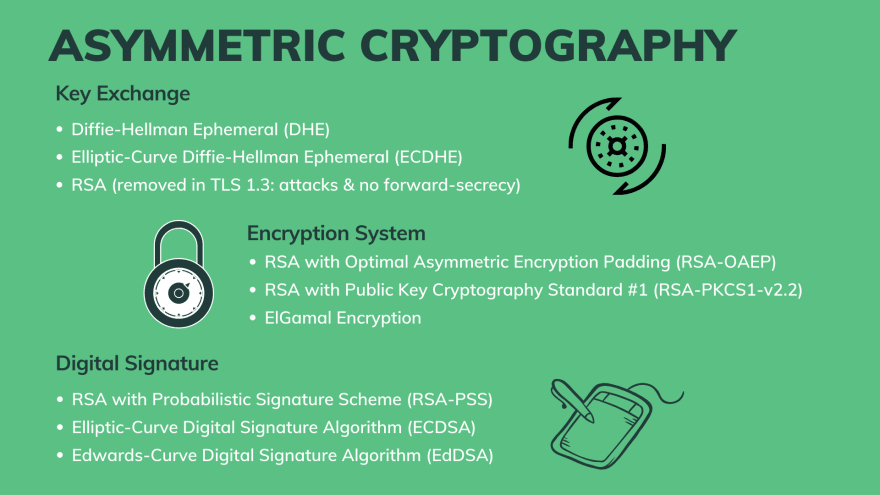 ASYMMETRIC CRYPTOGRAPHY
Key Exchange
• Diffie-Hellman Ephemeral (DHE)
• Elliptic-Curve Diffie-Hellman Ephemeral (ECDHE)
• RSA (removed in TLS 1.3: attacks & no forward-secrecy)
Encryption System
• RSA with Optimal Asymmetric Encryption Padding (RSA-OAEP)
• RSA with Public Key Cryptography Standard #1 (RSA-PKCS1-v2.2)
• ElGamal Encryption
Digital Signature
• RSA with Probabilistic Signature Scheme (RSA-PSS)
• Elliptic-Curve Digital Signature Algorithm (ECDSA)
• Edwards-Curve Digital Signature Algorithm (EdDSA)